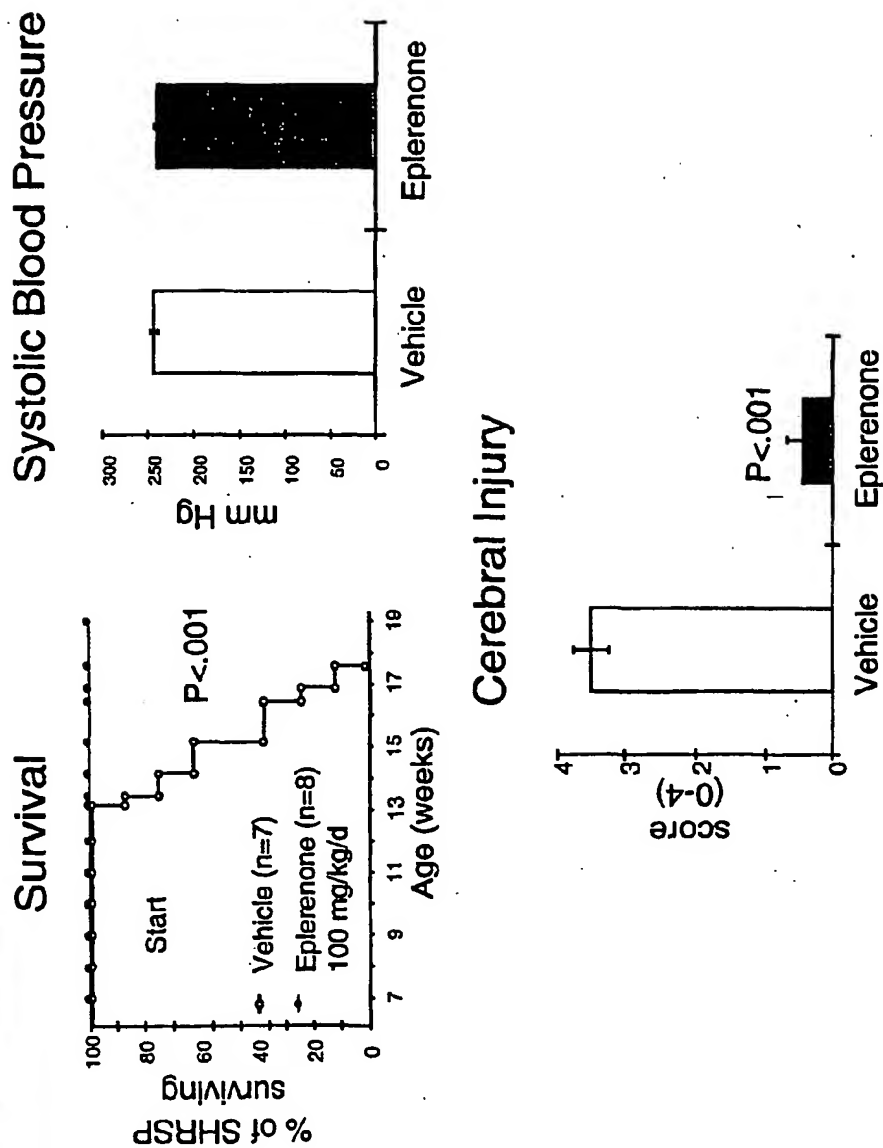 Survival
% of SHRSP
surviving
100
80
60
40
20
0
Start
P<.001
Vehicle (n=7)
Eplerenone (n=8)
100 mg/kg/d
7 9 11 13 15 17 19
Age (weeks)
Systolic Blood Pressure
mm Hg
300
250
200
150
100
50
0
Vehicle Eplerenone
Cerebral Injury
score
(0-4)
4
3
2
1
0
P<.001
Vehicle Eplerenone